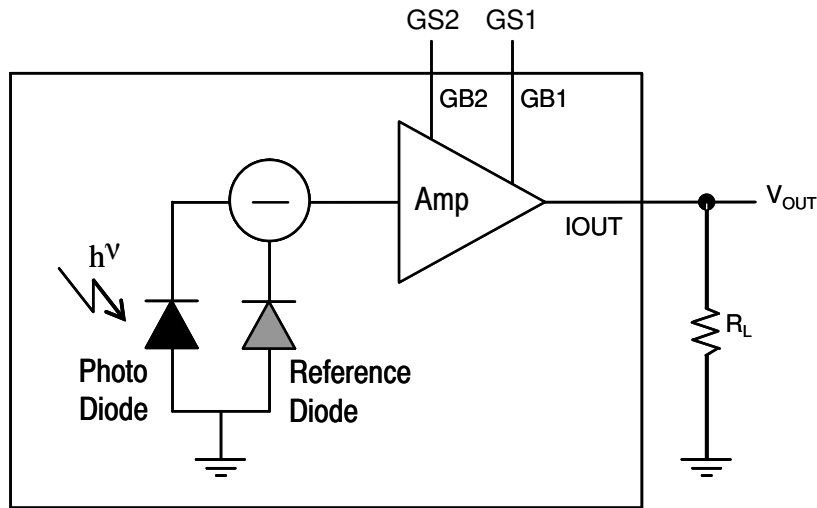 GS2 GS1
GB2 GB1
Amp
IOUT
V_OUT
hν
Photo
Diode
Reference
Diode
R_L